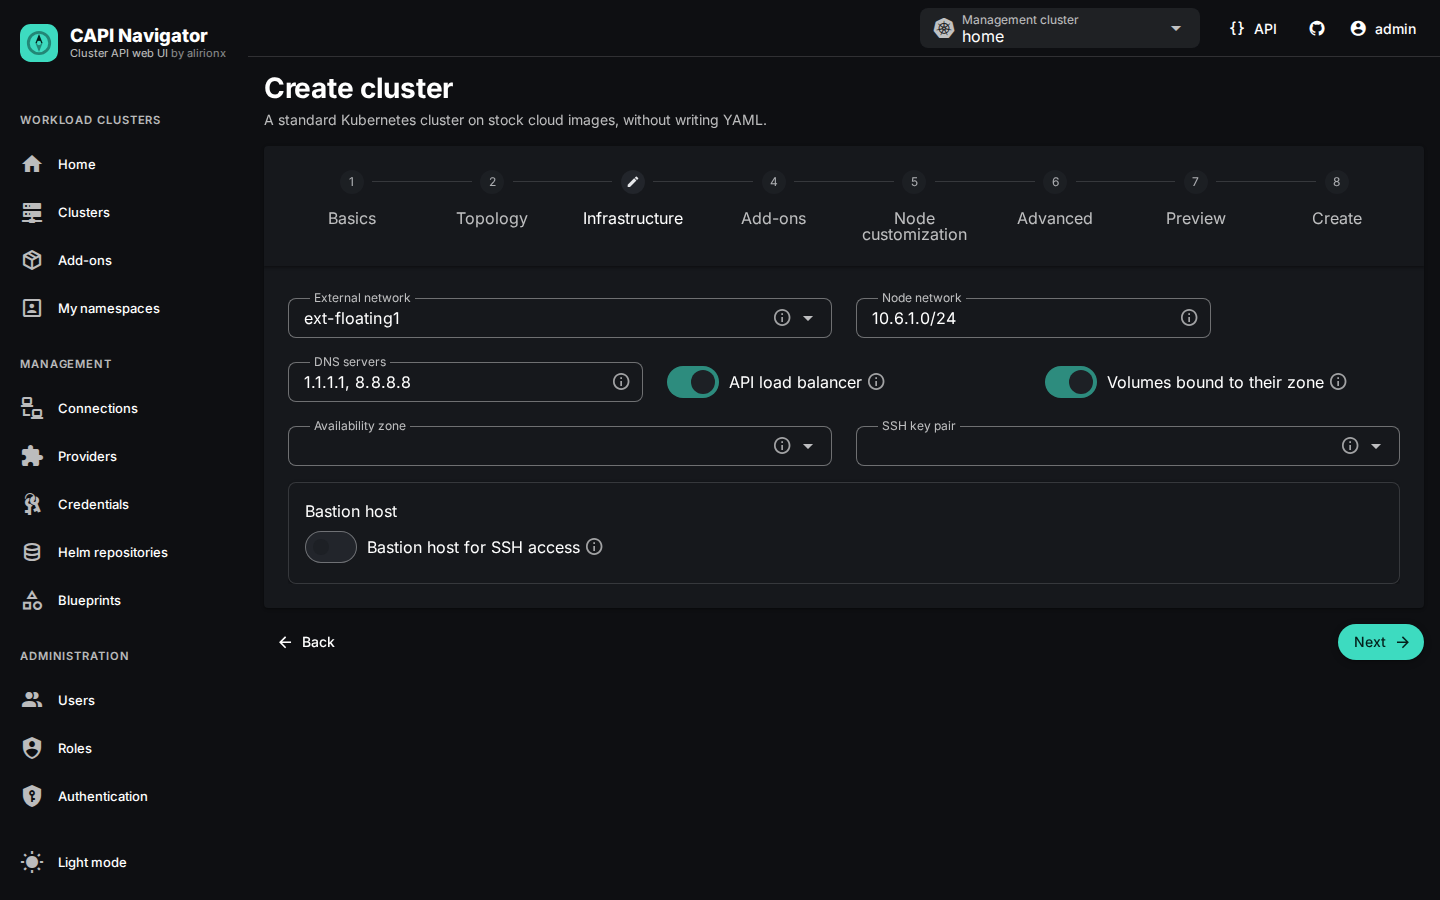 CAPI Navigator
Cluster API web UI by alirionx
Management cluster
home
{} API
admin
WORKLOAD CLUSTERS
Home
Clusters
Add-ons
My namespaces
MANAGEMENT
Connections
Providers
Credentials
Helm repositories
Blueprints
ADMINISTRATION
Users
Roles
Authentication
Light mode
Create cluster
A standard Kubernetes cluster on stock cloud images, without writing YAML.
1
2
4
5
6
7
8
Basics
Topology
Infrastructure
Add-ons
Node
customization
Advanced
Preview
Create
External network
ext-floating1
Node network
10.6.1.0/24
DNS servers
1.1.1.1, 8.8.8.8
API load balancer
Volumes bound to their zone
Availability zone
SSH key pair
Bastion host
Bastion host for SSH access
Back
Next